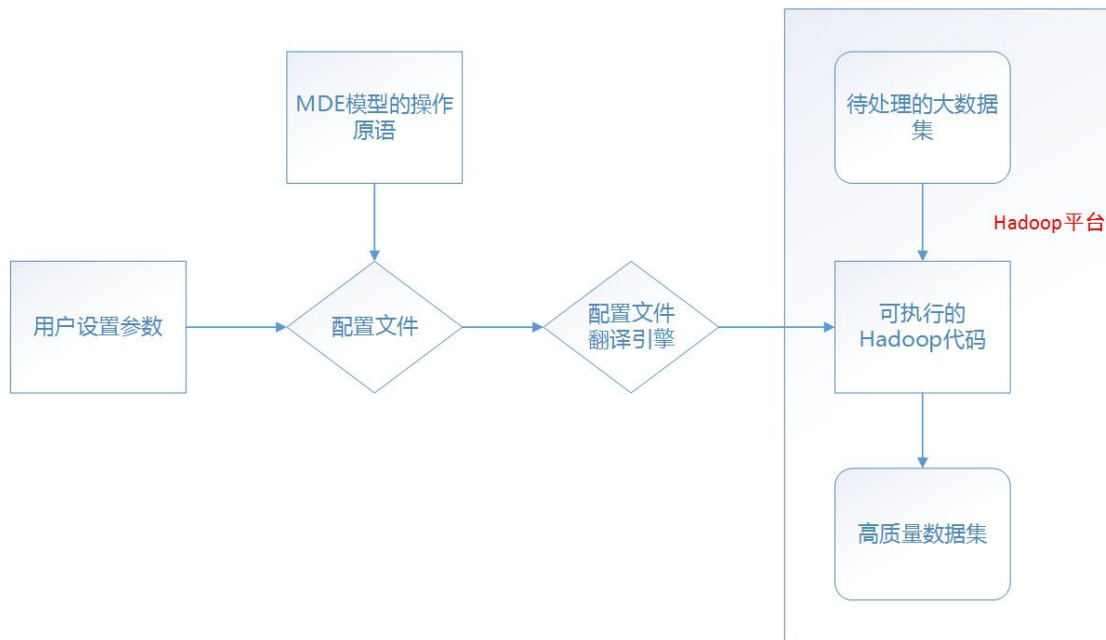 MDE模型的操作
原语
待处理的大数据
集
Hadoop平台
用户设置参数
配置文件
配置文件
翻译引擎
可执行的
Hadoop代码
高质量数据集